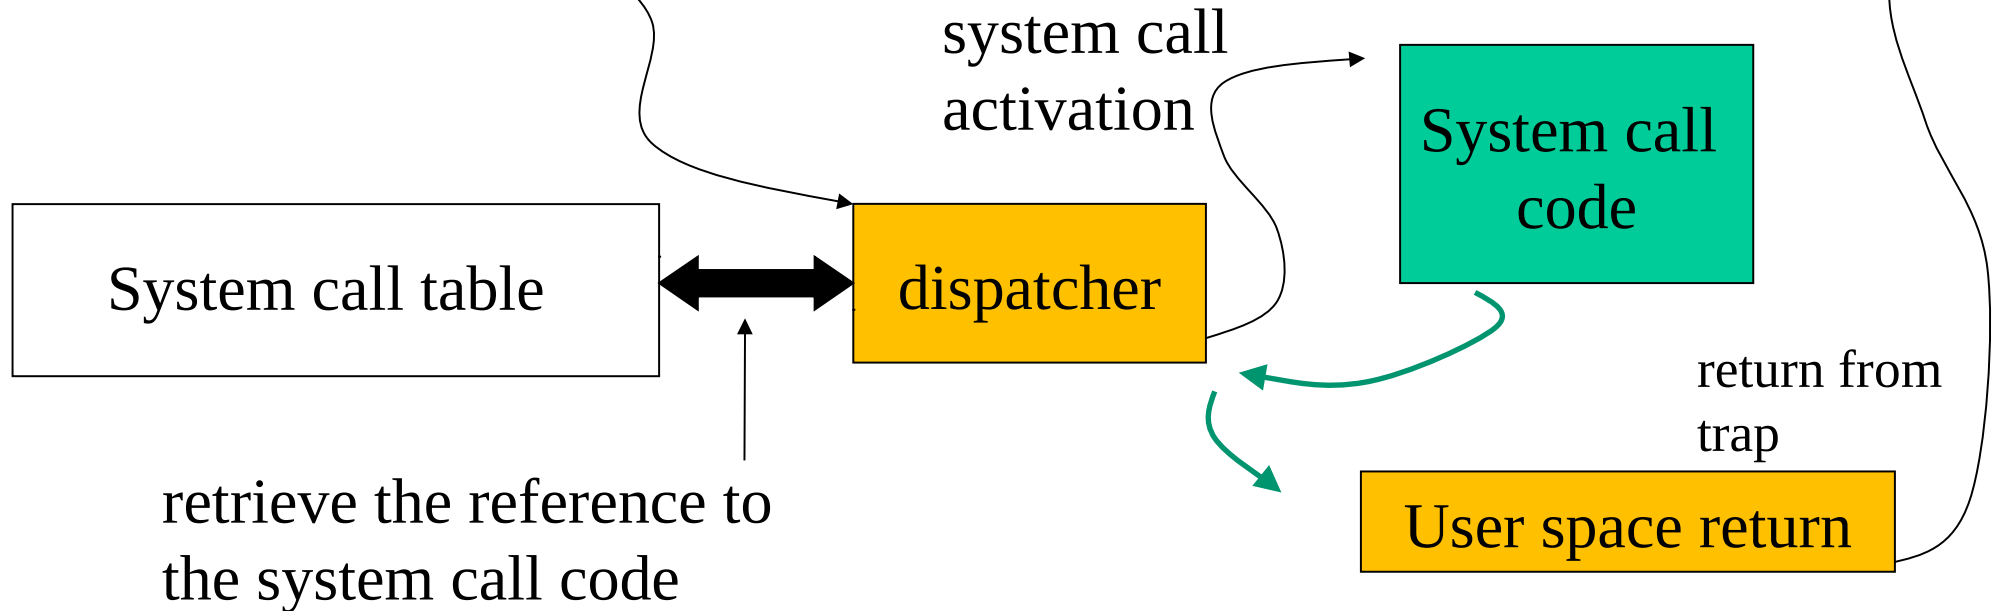 system call
activation
System call
code
System call table
dispatcher
return from
trap
retrieve the reference to
the system call code
User space return